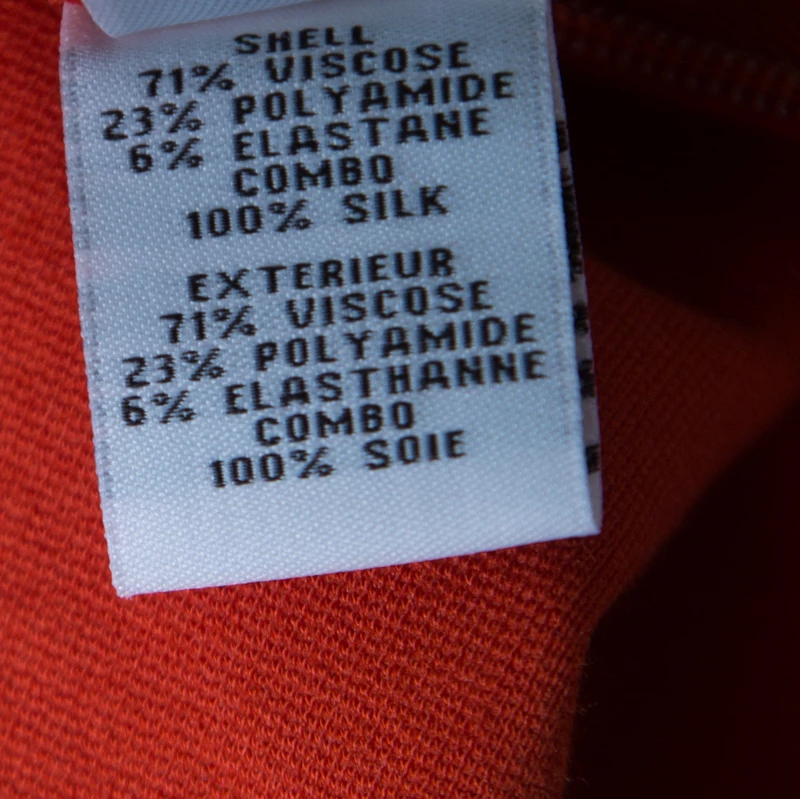 SHELL
71% VISCOSE
23% POLYAMIDE
6% ELASTANE
COMBO
100% SILK
EXTERIEUR
71% VISCOSE
23% POLYAMIDE
6% ELASTHANNE
COMBO
100% SOIE